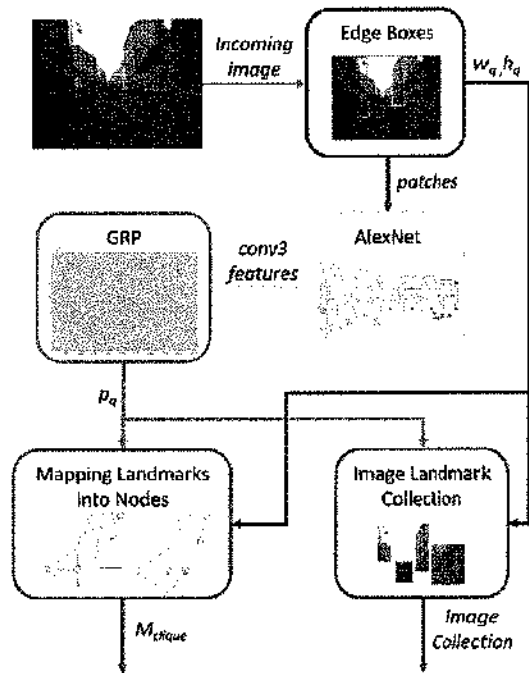 Incoming
image
Edge Boxes
w_q, h_q
patches
GRP
conv3
features
AlexNet
p_q
Mapping Landmarks
into Nodes
Image Landmark
Collection
M_clique
Image
Collection